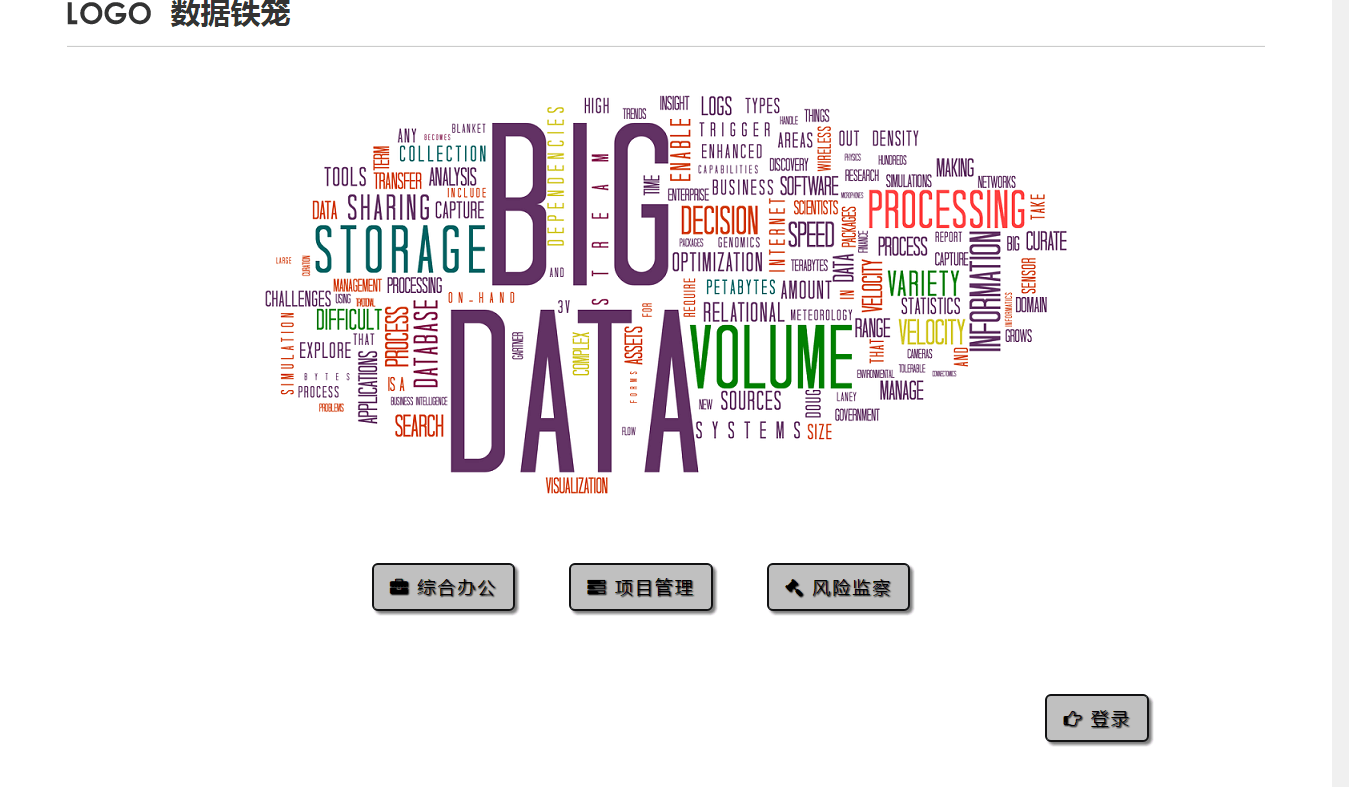 LOGO 数据铁笼
HIGH
TRENDS
INSIGHT
LOGS
TYPES
HANDLE
THINGS
BLANKET
ANY
BECOMES
DEPENDENCIES
BIG
STREAM
ENABLE
TRIGGER
AREAS
WIRELESS
OUT
DENSITY
TERM
COLLECTION
ENHANCED
PHYSICS
HUNDREDS
TOOLS
TRANSFER
ANALYSIS
CAPABILITIES
DISCOVERY
MAKING
RESEARCH
SIMULATIONS
NETWORKS
INCLUDE
TIME
ENTERPRISE
BUSINESS
SOFTWARE
MICROPHONES
DATA
SHARING
CAPTURE
DECISION
INTERNET
SCIENTISTS
PACKAGES
PROCESSING
TAKE
STORAGE
PACKAGES
GENOMICS
SPEED
FINANCE
PROCESS
REPORT
INFORMATION
BIG
CURATE
LARGE
CURATION
AND
OPTIMIZATION
TERABYTES
DATA
IN
VELOCITY
CAPTURE
SENSOR
MANAGEMENT
PROCESSING
REQUIRE
PETABYTES
AMOUNT
VARIETY
CHALLENGES
USING
ON-HAND
3V
FOR
RELATIONAL
METEOROLOGY
STATISTICS
INFORMATICS
DOMAIN
SIMULATION
DIFFICULT
PROCESS
DATABASE
DATA
VOLUME
RANGE
VELOCITY
GROWS
THAT
GARTNER
COMPLEX
ASSETS
THAT
CAMERAS
AND
EXPLORE
APPLICATIONS
ENVIRONMENTAL
TOLERABLE
CONNECTOMICS
BYTES
IS A
FORMS
PROCESS
BUSINESS INTELLIGENCE
NEW
SOURCES
DOUG
LANEY
MANAGE
PROBLEMS
GOVERNMENT
SEARCH
FLOW
SYSTEMS
SIZE
VISUALIZATION
综合办公
项目管理
风险监察
登录